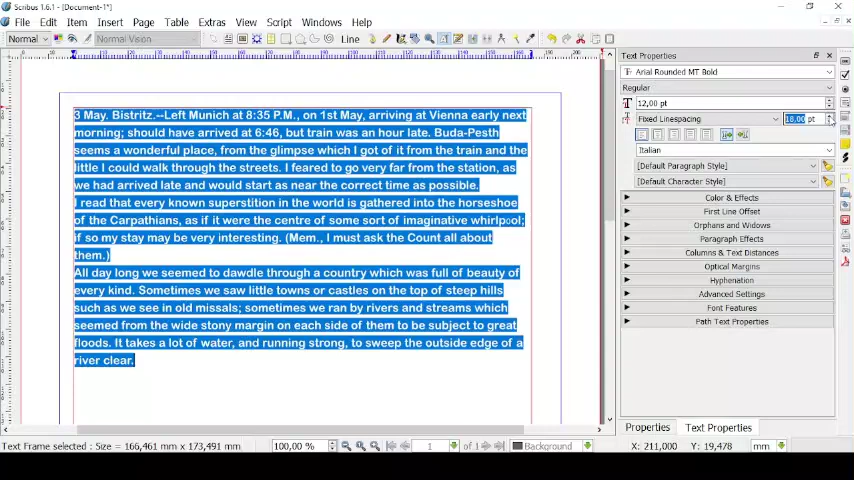 Scribus 1.6.1 - [Document-1*]
File Edit Item Insert Page Table Extras View Script Windows Help
Normal Normal Vision Line
Text Properties
Arial Rounded MT Bold
Regular
12,00 pt
Fixed Linespacing 18,00 pt
Italian
[Default Paragraph Style]
[Default Character Style]
Color & Effects
First Line Offset
Orphans and Widows
Paragraph Effects
Columns & Text Distances
Optical Margins
Hyphenation
Advanced Settings
Font Features
Path Text Properties
3 May. Bistritz.--Left Munich at 8:35 P.M., on 1st May, arriving at Vienna early next
morning; should have arrived at 6:46, but train was an hour late. Buda-Pesth
seems a wonderful place, from the glimpse which I got of it from the train and the
little I could walk through the streets. I feared to go very far from the station, as
we had arrived late and would start as near the correct time as possible.
I read that every known superstition in the world is gathered into the horseshoe
of the Carpathians, as if it were the centre of some sort of imaginative whirlpool;
if so my stay may be very interesting. (Mem., I must ask the Count all about
them.)
All day long we seemed to dawdle through a country which was full of beauty of
every kind. Sometimes we saw little towns or castles on the top of steep hills
such as we see in old missals; sometimes we ran by rivers and streams which
seemed from the wide stony margin on each side of them to be subject to great
floods. It takes a lot of water, and running strong, to sweep the outside edge of a
river clear.
Properties Text Properties
Text Frame selected : Size = 166,461 mm x 173,491 mm 100,00 % 1 of 1 Background X: 211,000 Y: 19,478 mm